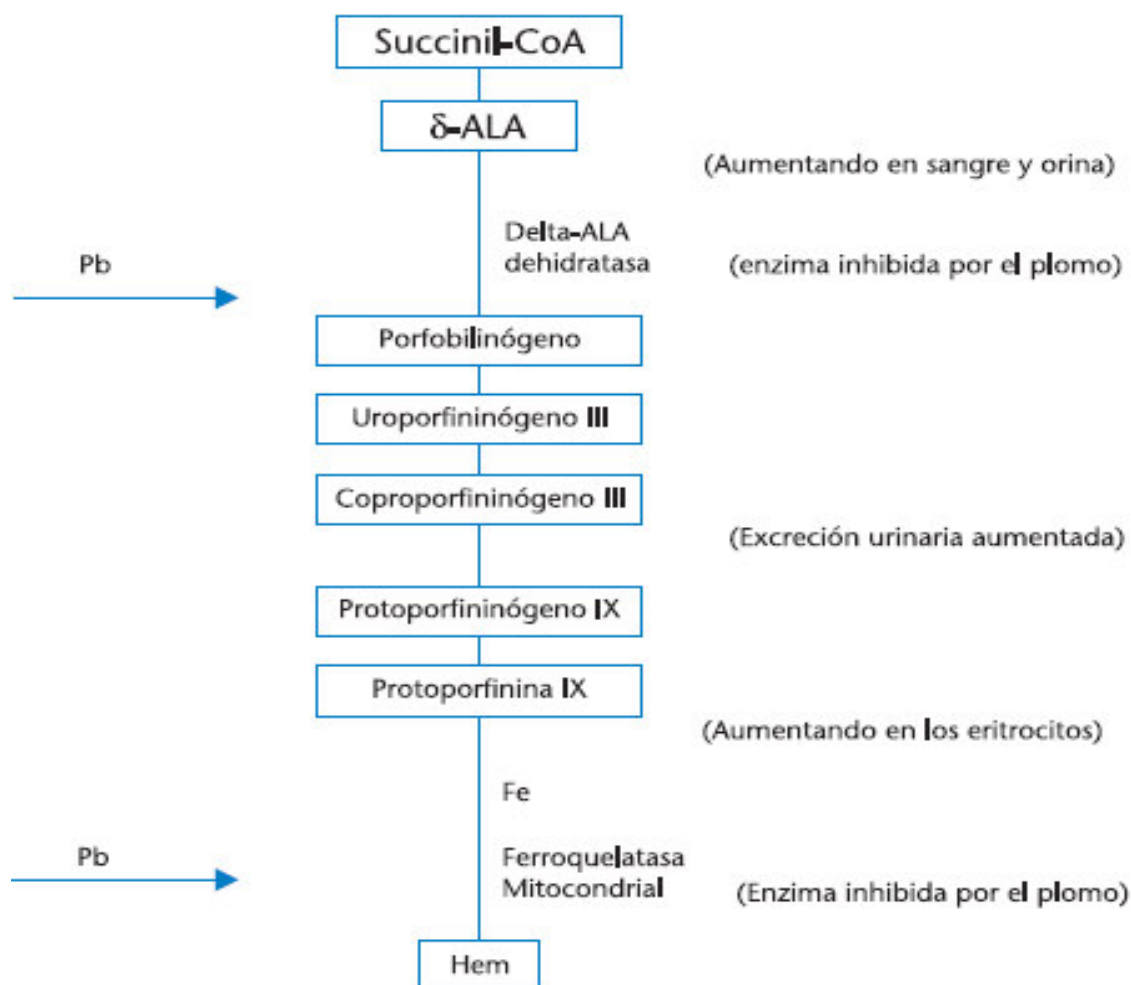 Succinil-CoA
δ-ALA
(Aumentando en sangre y orina)
Delta-ALA
dehidratasa
(enzima inhibida por el plomo)
Pb
Porfobilinógeno
Uroporfininógeno III
Coproporfininógeno III
(Excreción urinaria aumentada)
Protoporfininógeno IX
Protoporfinina IX
(Aumentando en los eritrocitos)
Fe
Pb
Ferroquelatasa
Mitocondrial
(Enzima inhibida por el plomo)
Hem